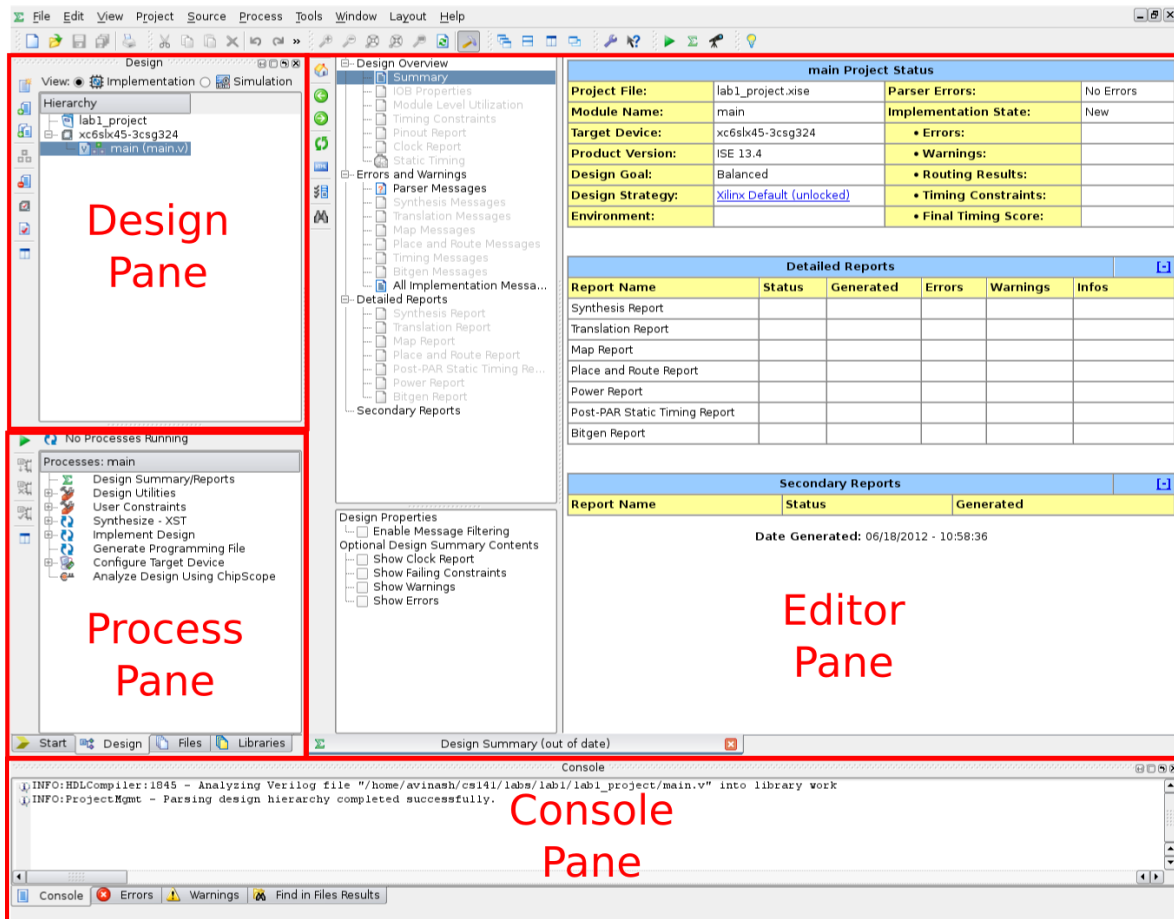 File Edit View Project Source Process Tools Window Layout Help
Design
View: Implementation Simulation
Hierarchy
lab1_project
xc6slx45-3csg324
main (main.v)
Design
Pane
No Processes Running
Processes: main
Design Summary/Reports
Design Utilities
User Constraints
Synthesize - XST
Implement Design
Generate Programming File
Configure Target Device
Analyze Design Using ChipScope
Process
Pane
Start Design Files Libraries
Design Overview
Summary
IOB Properties
Module Level Utilization
Timing Constraints
Pinout Report
Clock Report
Static Timing
Errors and Warnings
Parser Messages
Synthesis Messages
Translation Messages
Map Messages
Place and Route Messages
Timing Messages
Bitgen Messages
All Implementation Messa...
Detailed Reports
Synthesis Report
Translation Report
Map Report
Place and Route Report
Post-PAR Static Timing Re...
Power Report
Bitgen Report
Secondary Reports
Design Properties
Enable Message Filtering
Optional Design Summary Contents
Show Clock Report
Show Failing Constraints
Show Warnings
Show Errors
main Project Status
Project File: lab1_project.xise Parser Errors: No Errors
Module Name: main Implementation State: New
Target Device: xc6slx45-3csg324 • Errors:
Product Version: ISE 13.4 • Warnings:
Design Goal: Balanced • Routing Results:
Design Strategy: Xilinx Default (unlocked) • Timing Constraints:
Environment: • Final Timing Score:
Detailed Reports [-]
Report Name Status Generated Errors Warnings Infos
Synthesis Report
Translation Report
Map Report
Place and Route Report
Power Report
Post-PAR Static Timing Report
Bitgen Report
Secondary Reports [-]
Report Name Status Generated
Date Generated: 06/18/2012 - 10:58:36
Editor
Pane
Design Summary (out of date)
Console
INFO:HDLCompiler:1845 - Analyzing Verilog file "/home/avinash/cs141/labs/lab1/lab1_project/main.v" into library work
INFO:ProjectMgmt - Parsing design hierarchy completed successfully.
Console
Pane
Console Errors Warnings Find in Files Results